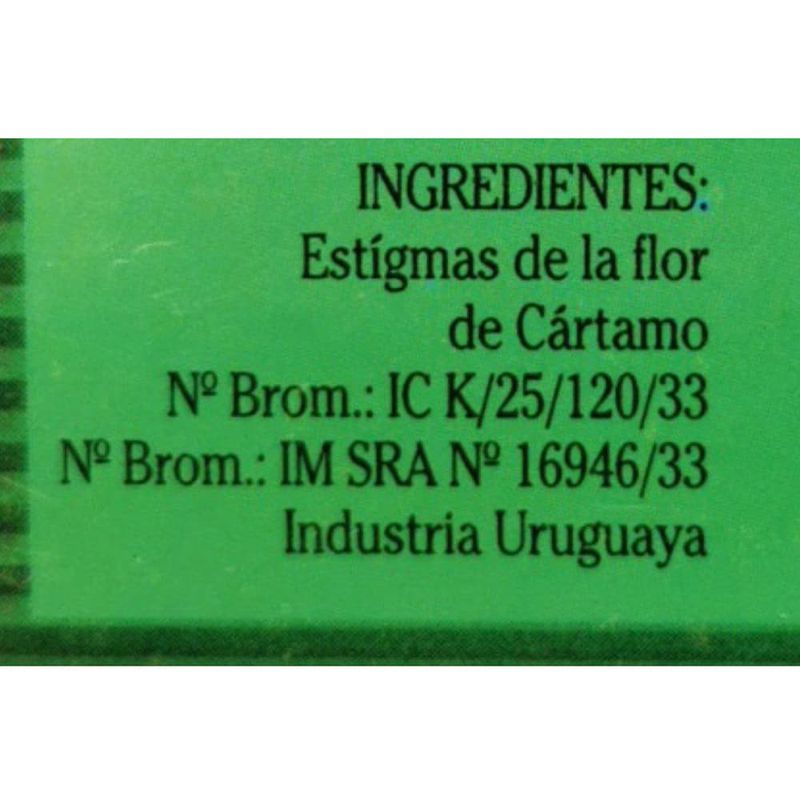 INGREDIENTES:
Estígmas de la flor
de Cártamo
Nº Brom.: IC K/25/120/33
Nº Brom.: IM SRA Nº 16946/33
Industria Uruguaya